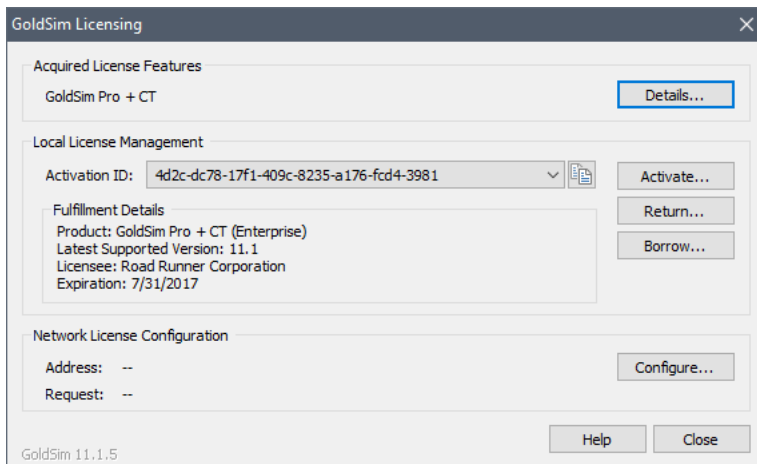 GoldSim Licensing
Acquired License Features
GoldSim Pro + CT
Details...
Local License Management
Activation ID: 4d2c-dc78-17f1-409c-8235-a176-fcd4-3981
Activate...
Fulfillment Details
Product: GoldSim Pro + CT (Enterprise)
Latest Supported Version: 11.1
Licensee: Road Runner Corporation
Expiration: 7/31/2017
Return...
Borrow...
Network License Configuration
Address: --
Configure...
Request: --
Help
Close
GoldSim 11.1.5